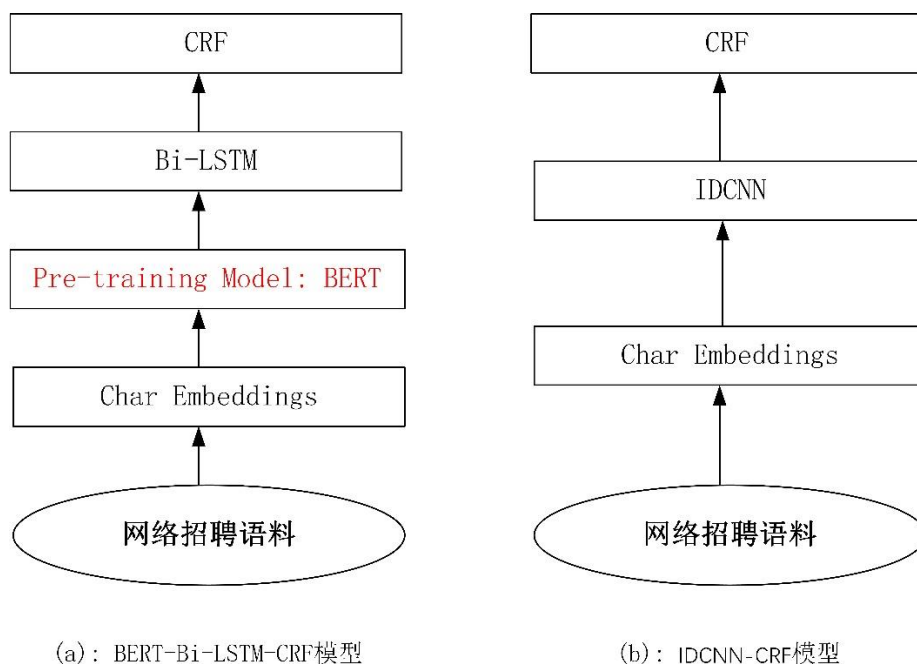 CRF
Bi-LSTM
Pre-training Model: BERT
Char Embeddings
网络招聘语料
(a): BERT-Bi-LSTM-CRF模型
CRF
IDCNN
Char Embeddings
网络招聘语料
(b): IDCNN-CRF模型